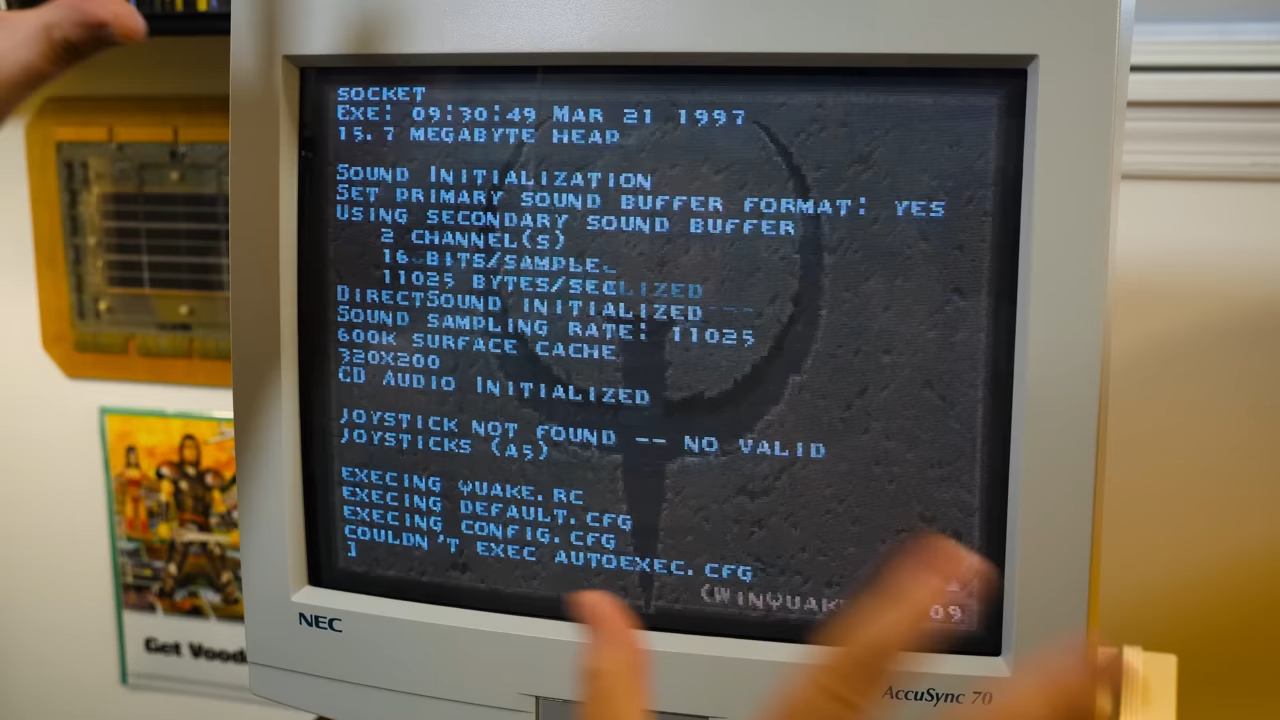 SOCKET
EXE: 09:30:49 MAR 21 1997
15.7 MEGABYTE HEAP
SOUND INITIALIZATION
SET PRIMARY SOUND BUFFER FORMAT: YES
USING SECONDARY SOUND BUFFER
2 CHANNEL(S)
16 BITS/SAMPLE
11025 BYTES/SEC
DIRECTSOUND INITIALIZED
SOUND SAMPLING RATE: 11025
600K SURFACE CACHE
320X200
CD AUDIO INITIALIZED
JOYSTICK NOT FOUND -- NO VALID
JOYSTICKS (A5)
EXECING QUAKE.RC
EXECING DEFAULT.CFG
EXECING CONFIG.CFG
COULDN'T EXEC AUTOEXEC.CFG
]
09
NEC
AccuSync 70
Get